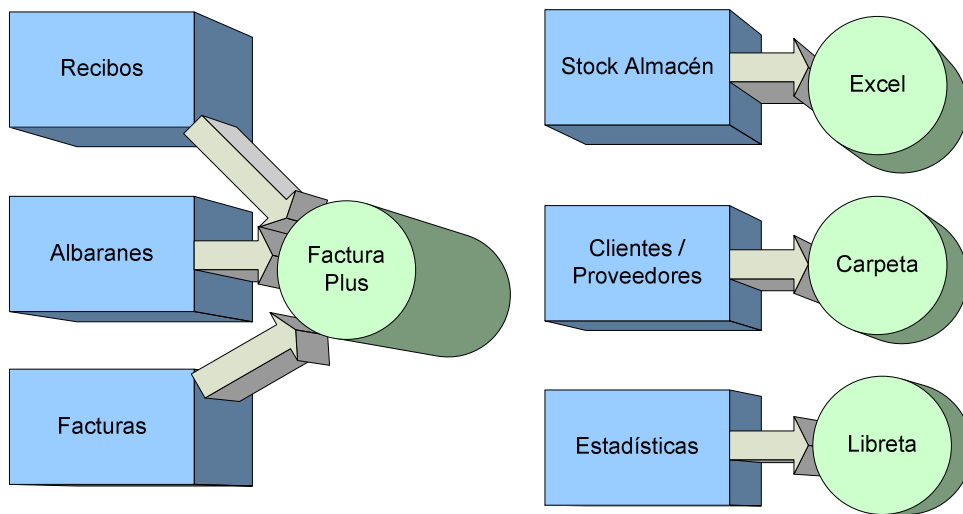 Recibos
Albaranes
Facturas
Factura
Plus
Stock Almacén
Excel
Clientes /
Proveedores
Carpeta
Estadísticas
Libreta